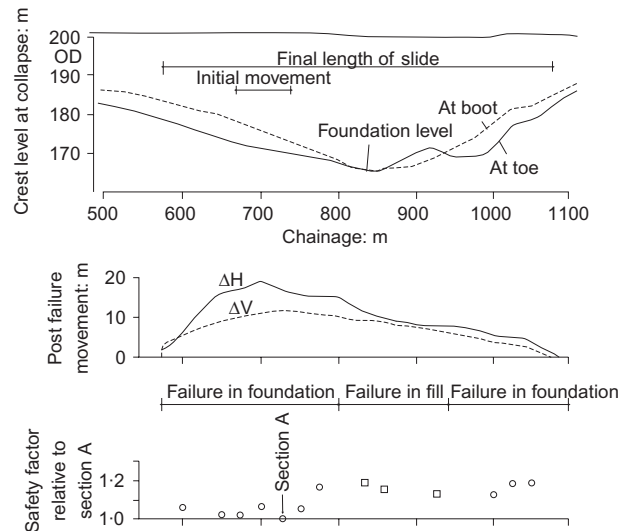 Crest level at collapse: m
200
OD
190
180
170
Final length of slide
Initial movement
Foundation level
At boot
At toe
500 600 700 800 900 1000 1100
Chainage: m
Post failure
movement: m
20
10
0
ΔH
ΔV
Failure in foundation Failure in fill Failure in foundation
Safety factor
relative to
section A
Section A
1·2
1·0